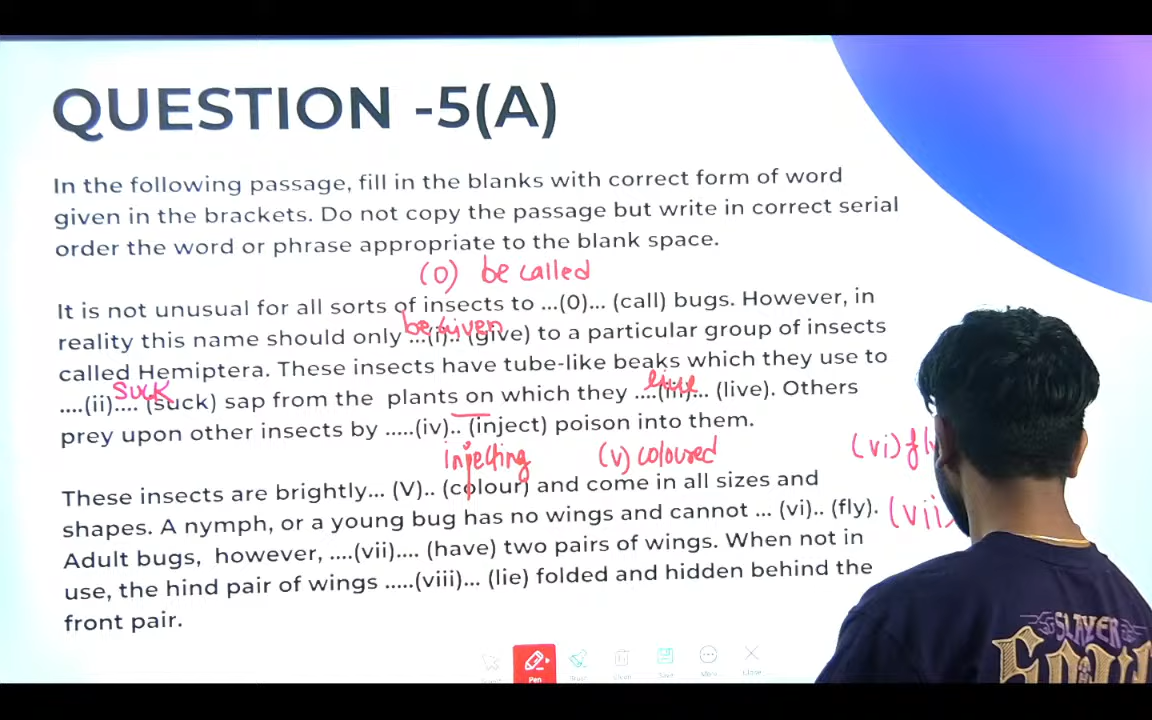 QUESTION -5(A)
In the following passage, fill in the blanks with correct form of word
given in the brackets. Do not copy the passage but write in correct serial
order the word or phrase appropriate to the blank space.
(0) be called
It is not unusual for all sorts of insects to ...(0)... (call) bugs. However, in
be given
reality this name should only ...(i)... (give) to a particular group of insects
called Hemiptera. These insects have tube-like beaks which they use to
suck
....(ii).... (suck) sap from the plants on which they ....(iii)... (live). Others
prey upon other insects by .....(iv).. (inject) poison into them.
injecting (v) coloured (vi) fl
These insects are brightly... (V).. (colour) and come in all sizes and
shapes. A nymph, or a young bug has no wings and cannot ... (vi).. (fly).
(vii)
Adult bugs, however, ....(vii).... (have) two pairs of wings. When not in
use, the hind pair of wings .....(viii)... (lie) folded and hidden behind the
front pair.
Pen
SLAYER